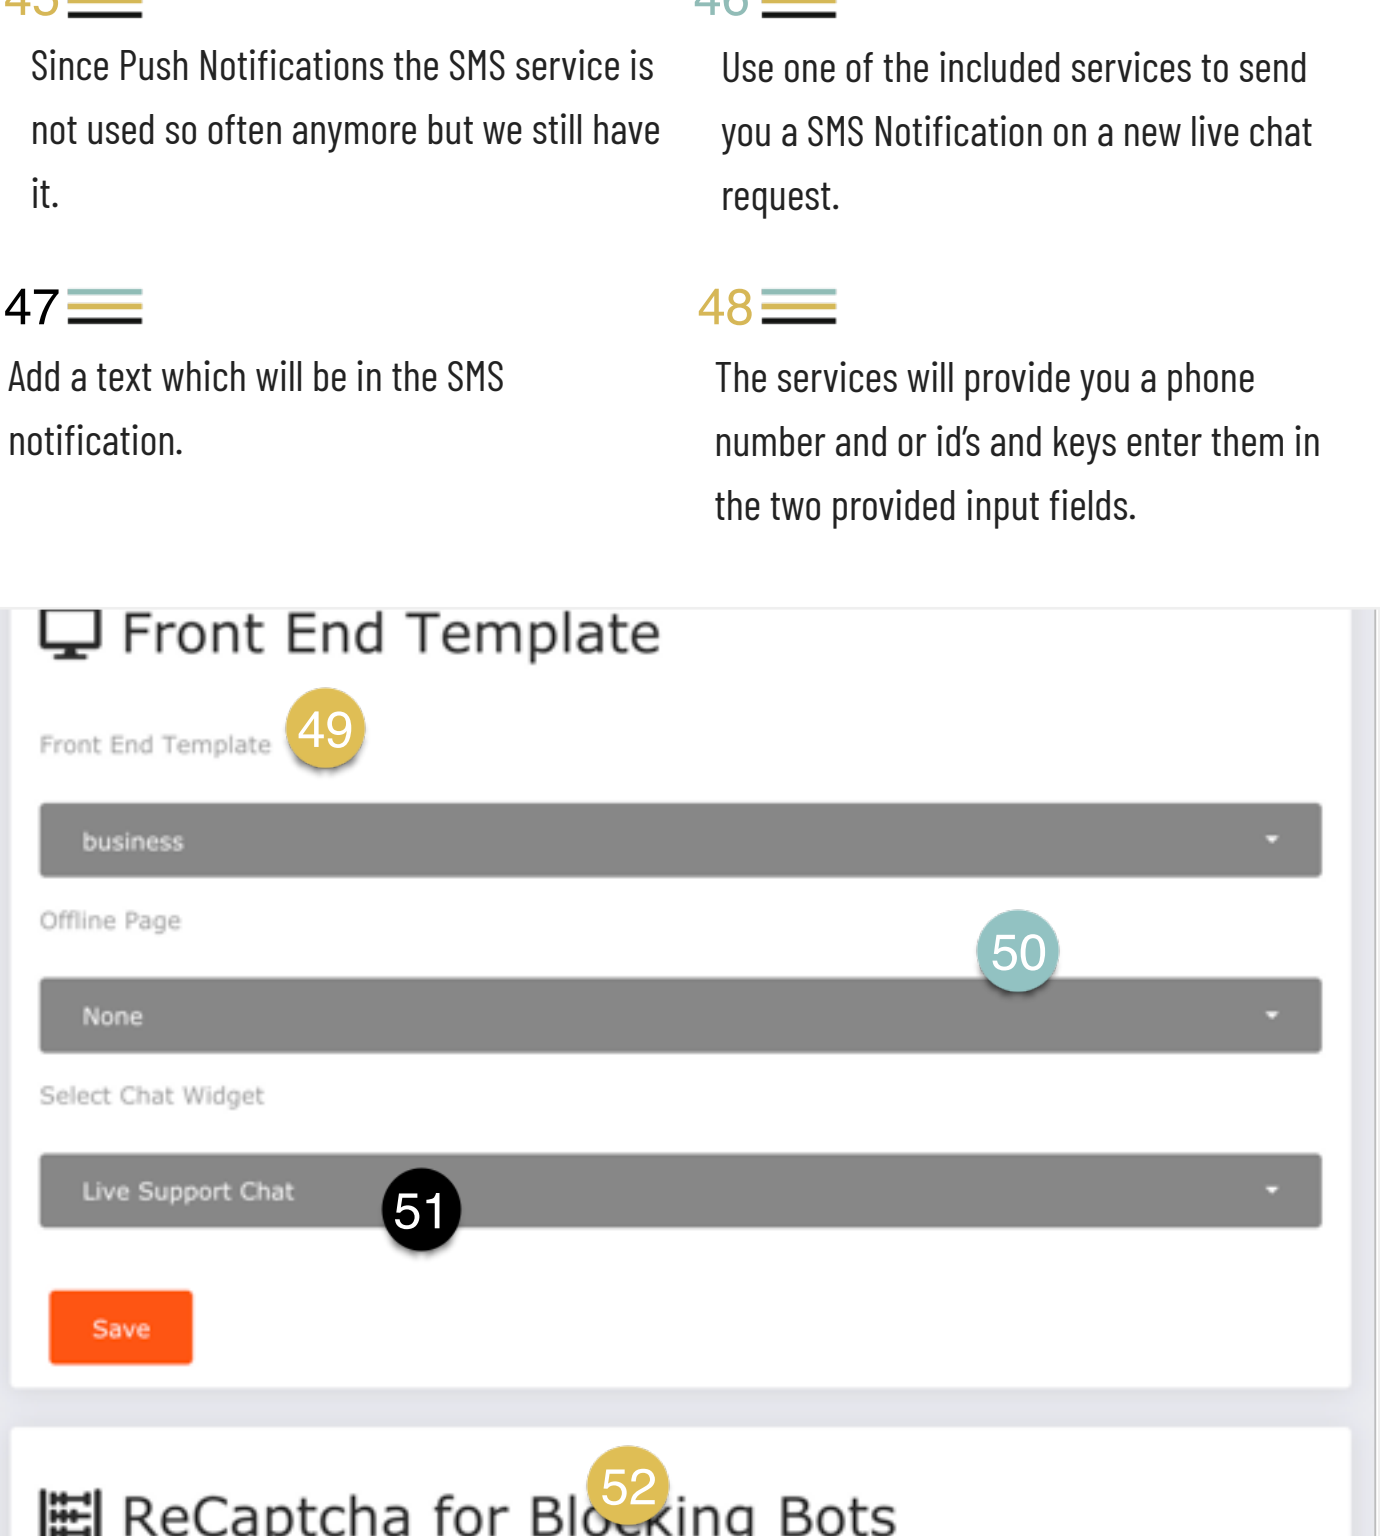 45
46
Since Push Notifications the SMS service is
not used so often anymore but we still have
it.
Use one of the included services to send
you a SMS Notification on a new live chat
request.
47
48
Add a text which will be in the SMS
notification.
The services will provide you a phone
number and or id’s and keys enter them in
the two provided input fields.
Front End Template
49
Front End Template
business
Offline Page
50
None
Select Chat Widget
Live Support Chat
51
Save
52
ReCaptcha for Blocking Bots